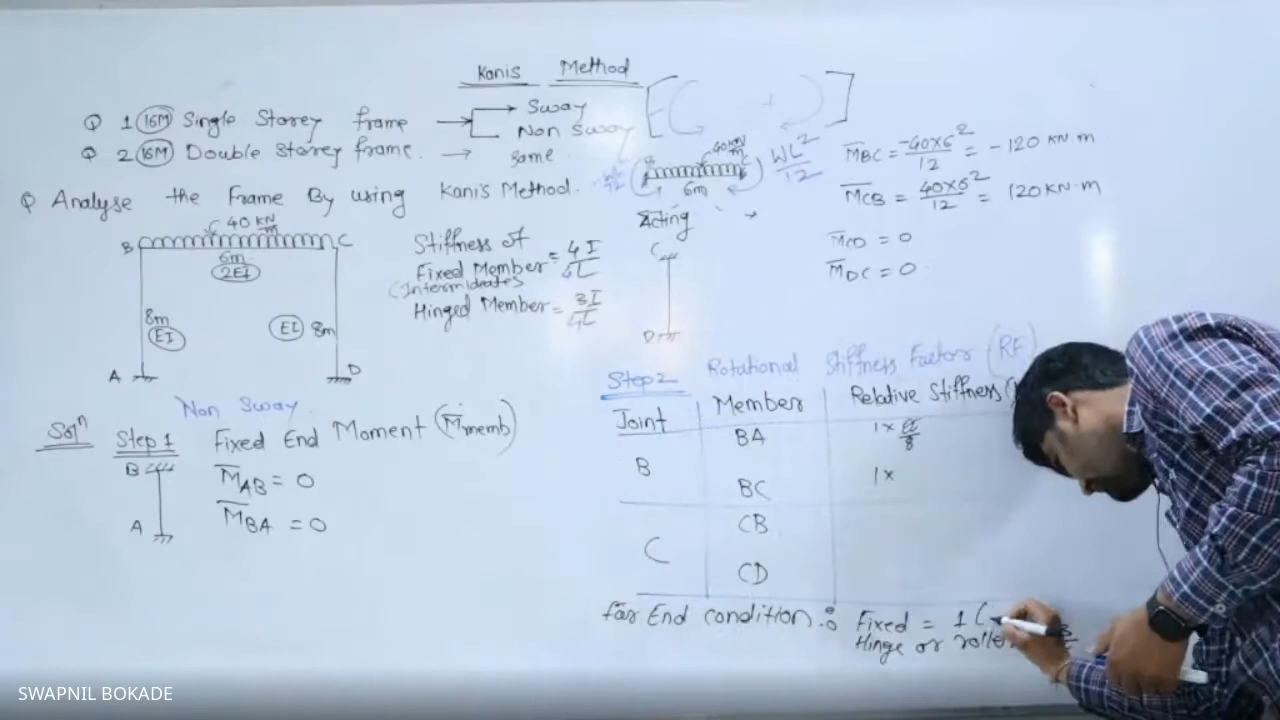 Kanis Method
Q 1 (16M) Single Storey frame → Sway
Non Sway
Q 2 (16M) Double Storey frame. → Same
Q Analyse the Frame By using Kanis Method.
40 kN/m
B C
6m
2EI
8m
EI
EI 8m
A D
Stiffness of
Fixed Member = 4I/4L
(Intermideates
Hinged Member = 3I/4L
40 kN/m
WL²/12
6m
Acting
C
D
M̅BC = -40×6²/12 = -120 KN·m
M̅CB = 40×6²/12 = 120 KN·m
M̅CD = 0
M̅DC = 0.
Non Sway.
Solⁿ Step 1 Fixed End Moment (M̅memb)
B
A
M̅AB = 0
M̅BA = 0
Step 2 Rotational Stiffness Factors (RF)
Joint Member Relative Stiffness (
B BA 1× EI/8
BC 1×
C CB
CD
far End condition : Fixed = 1 (
Hinge or roller
SWAPNIL BOKADE